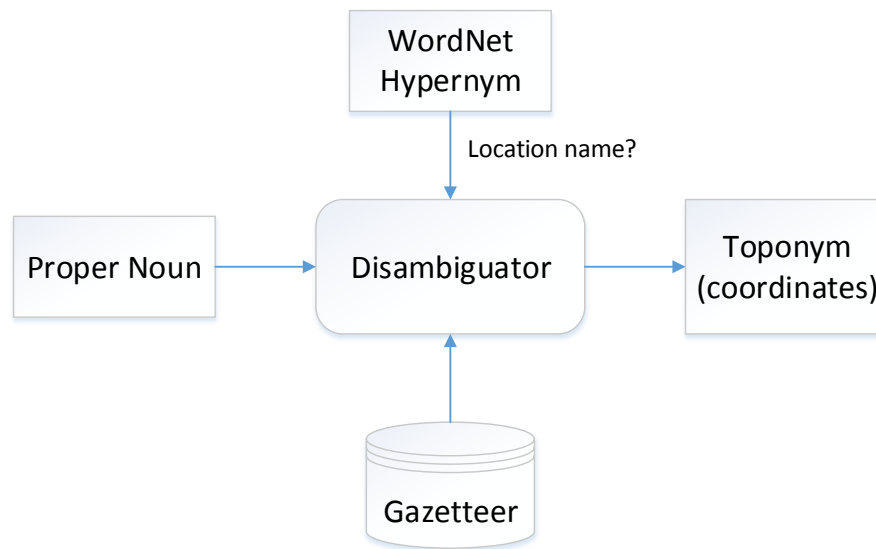 WordNet
Hypernym
Location name?
Proper Noun
Disambiguator
Toponym
(coordinates)
Gazetteer